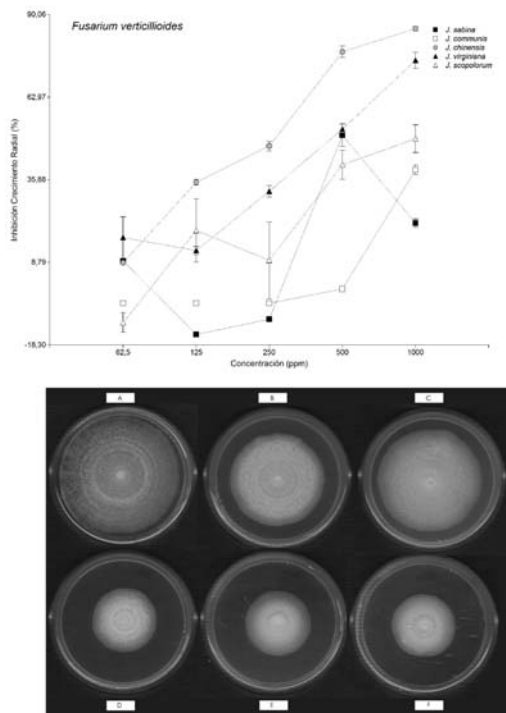 Fusarium verticillioides
90,06
62,97
35,88
8,79
-18,30
Inhibición Crecimiento Radial (%)
J. sabina
J. communis
J. chinensis
J. virginiana
J. scopolorum
62,5 125 250 500 1000
Concentración (ppm)
A B C
D E F